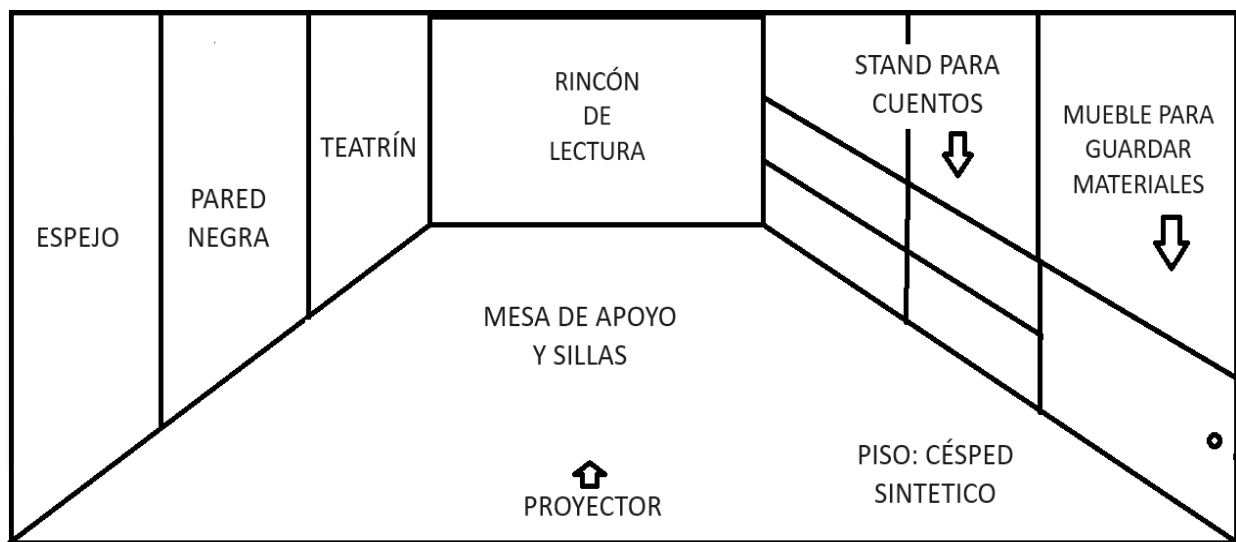 ESPEJO
PARED
NEGRA
TEATRÍN
RINCÓN
DE
LECTURA
STAND PARA
CUENTOS
MUEBLE PARA
GUARDAR
MATERIALES
MESA DE APOYO
Y SILLAS
PROYECTOR
PISO: CÉSPED
SINTETICO